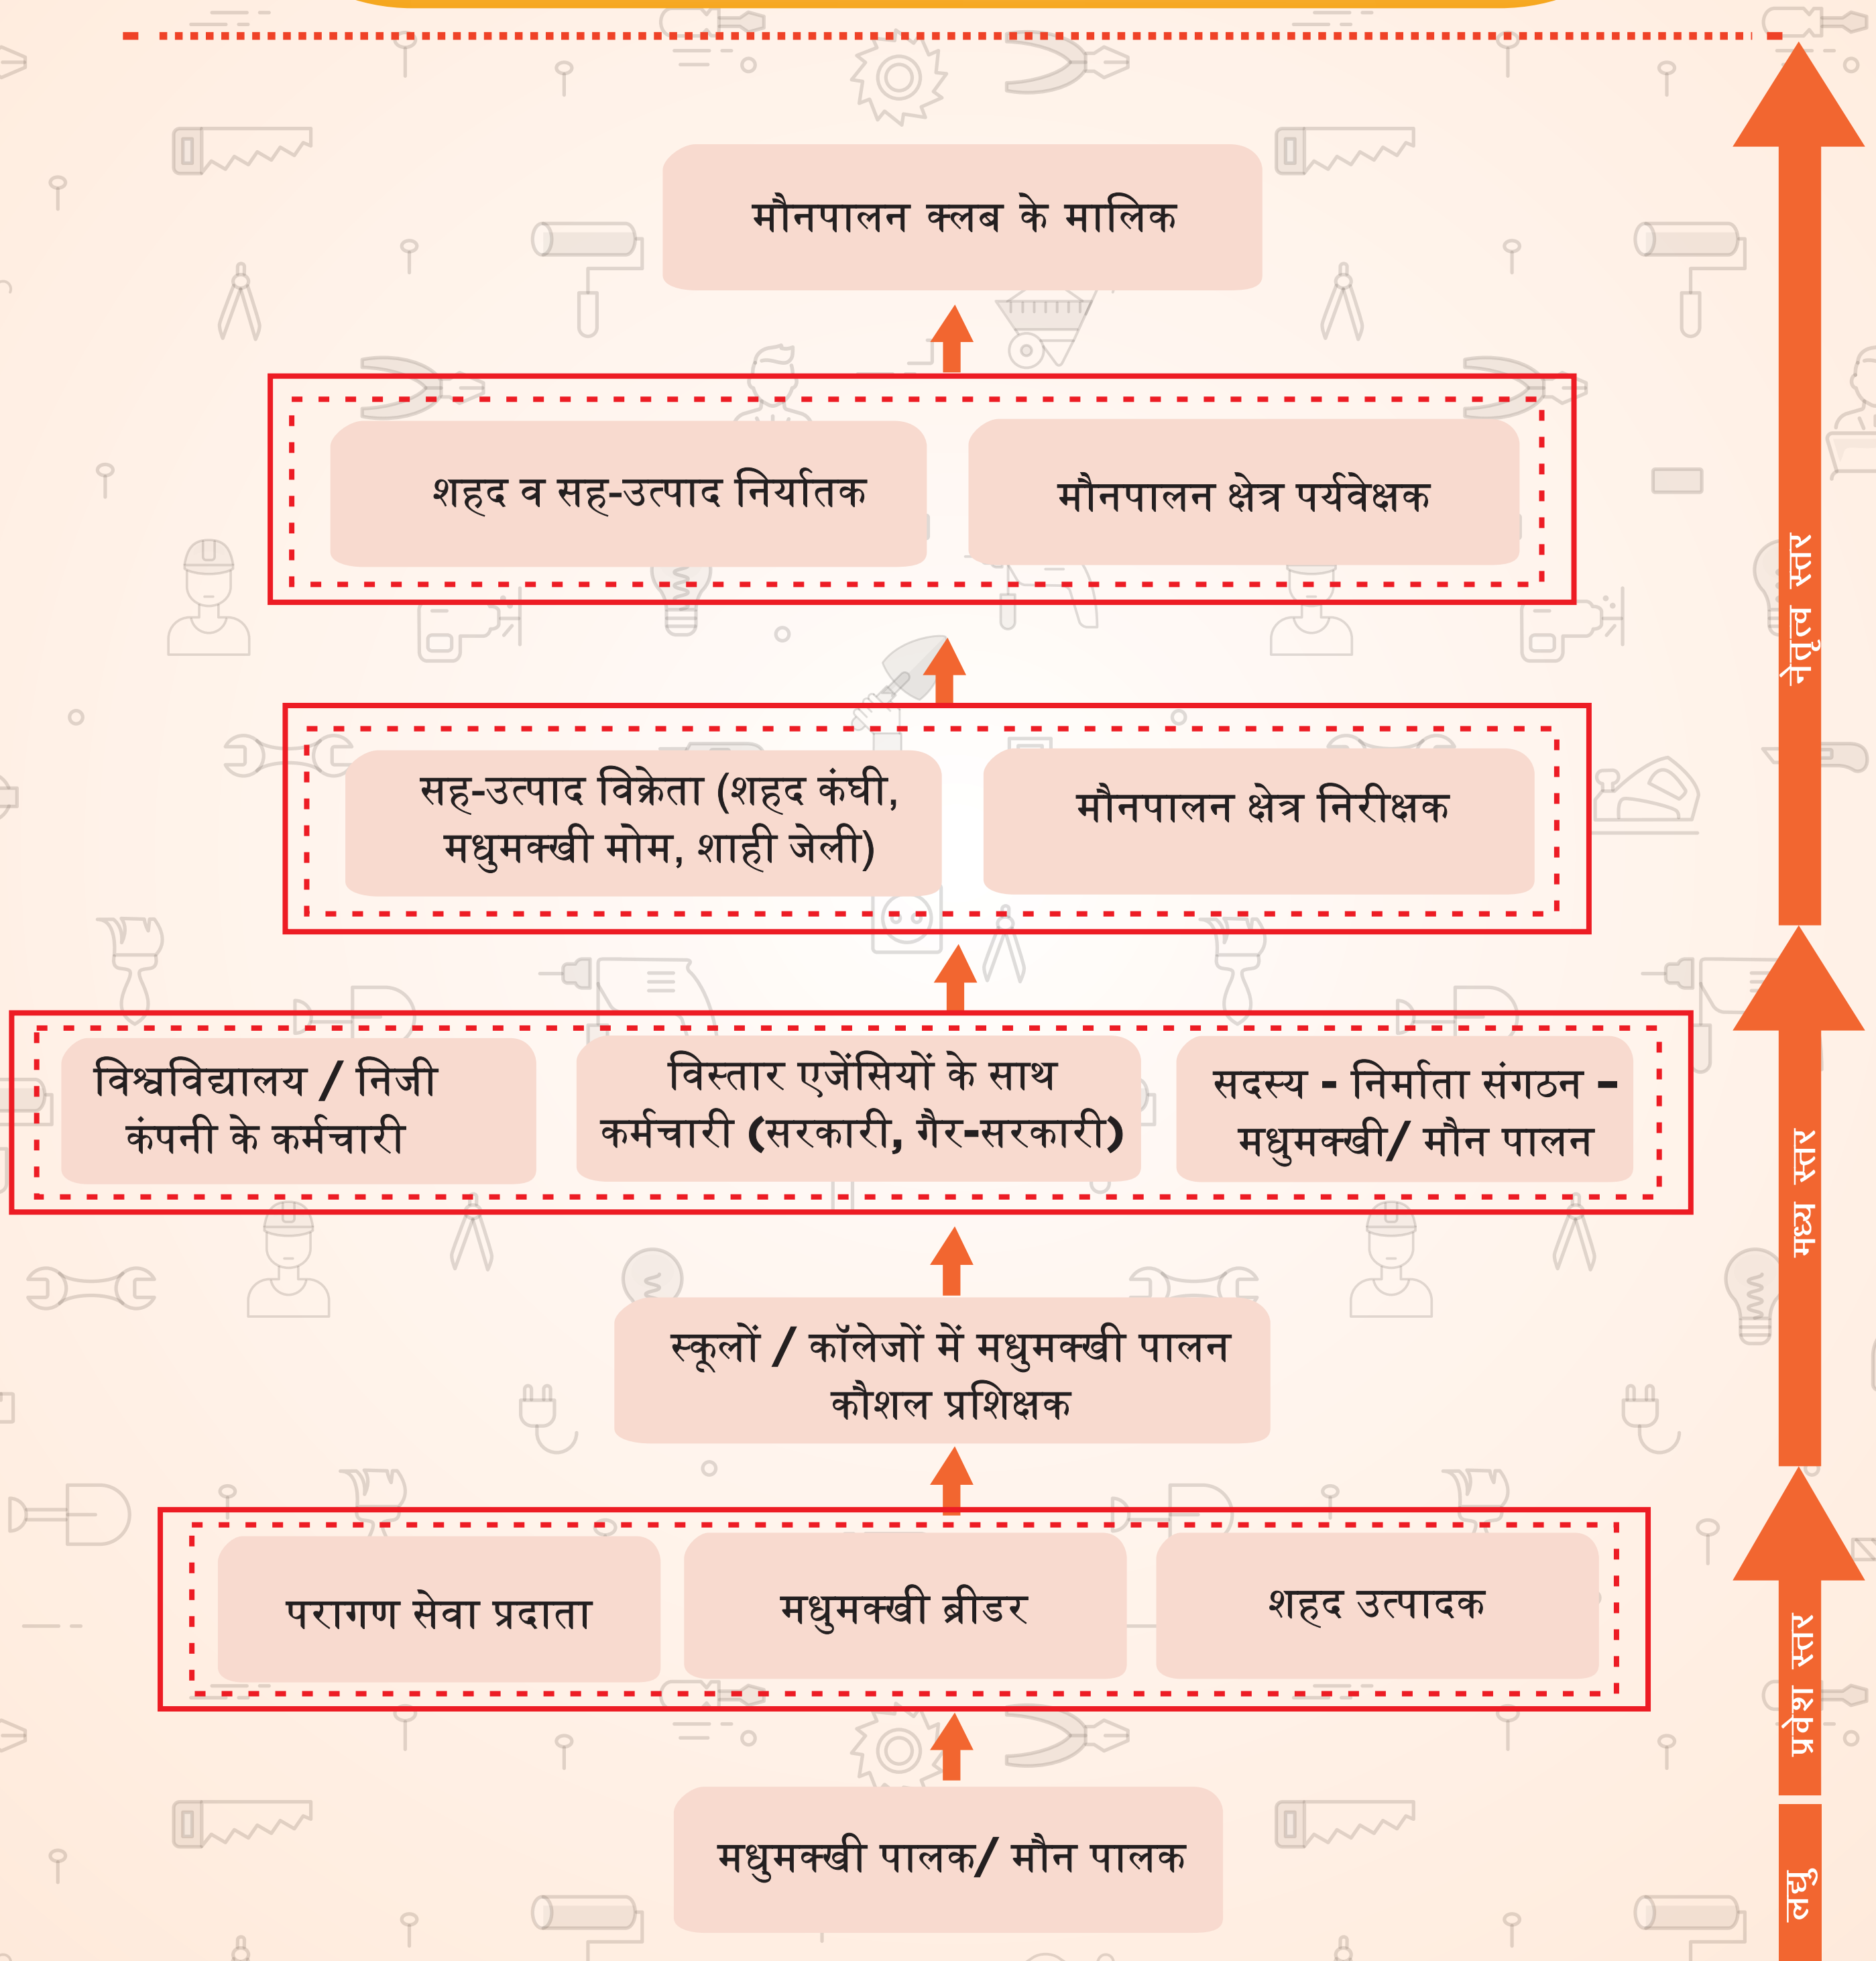 मौनपालन क्लब के मालिक
शहद व सह-उत्पाद निर्यातक
मौनपालन क्षेत्र पर्यवेक्षक
नेतृत्व स्तर
सह-उत्पाद विक्रेता (शहद कंघी,
मधुमक्खी मोम, शाही जेली)
मौनपालन क्षेत्र निरीक्षक
विश्वविद्यालय / निजी
कंपनी के कर्मचारी
विस्तार एजेंसियों के साथ
कर्मचारी (सरकारी, गैर-सरकारी)
सदस्य - निर्माता संगठन –
मधुमक्खी/ मौन पालन
मध्य स्तर
स्कूलों / कॉलेजों में मधुमक्खी पालन
कौशल प्रशिक्षक
परागण सेवा प्रदाता
मधुमक्खी ब्रीडर
शहद उत्पादक
प्रवेश स्तर
मधुमक्खी पालक/ मौन पालक
लघु